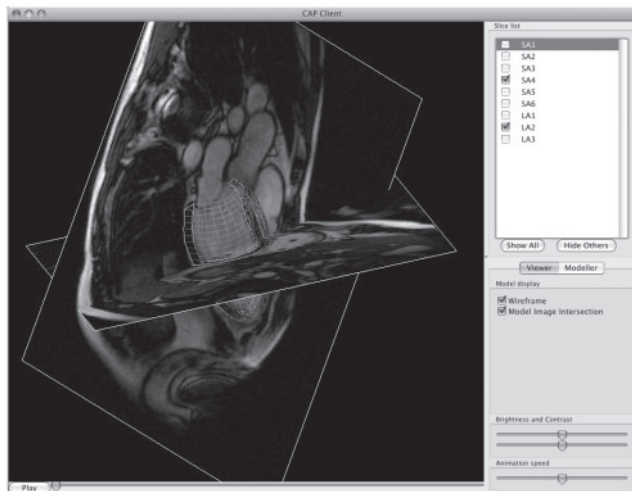 CAP Client
Slice list
SA1
SA2
SA3
SA4
SA5
SA6
LA1
LA2
LA3
Show All
Hide Others
Viewer
Modeller
Model display
Wireframe
Model Image Intersection
Brightness and Contrast
Animation speed
Play